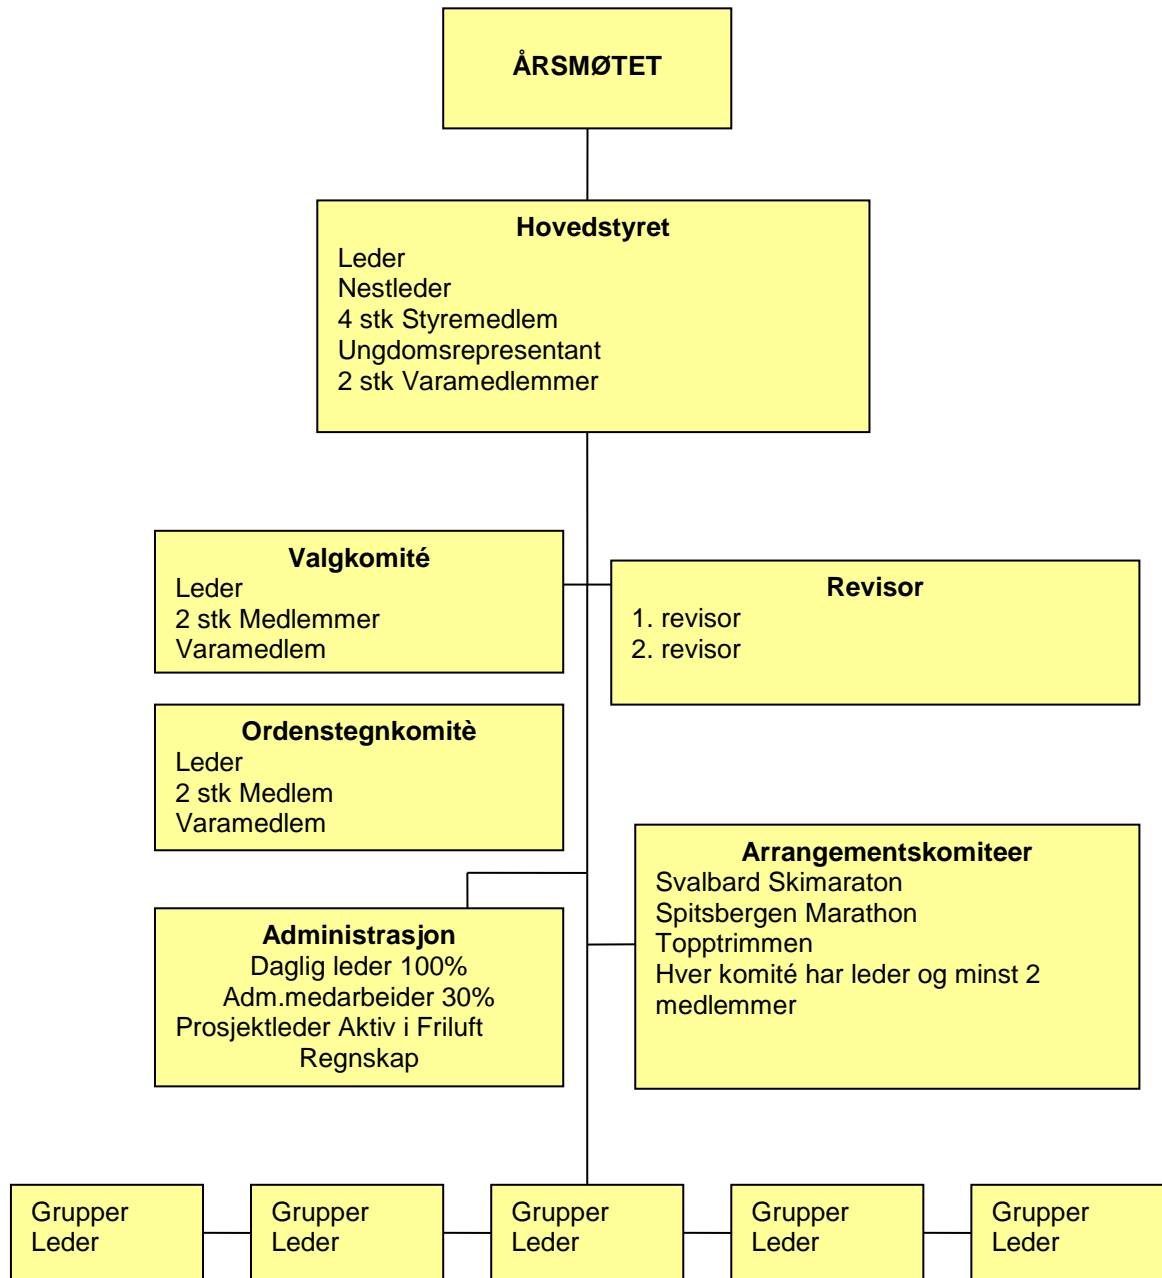 ÅRSMØTET
Hovedstyret
Leder
Nestleder
4 stk Styremedlem
Ungdomsrepresentant
2 stk Varamedlemmer
Valgkomité
Leder
2 stk Medlemmer
Varamedlem
Revisor
1. revisor
2. revisor
Ordenstegnkomitè
Leder
2 stk Medlem
Varamedlem
Arrangementskomiteer
Svalbard Skimaraton
Spitsbergen Marathon
Topptrimmen
Hver komité har leder og minst 2
medlemmer
Administrasjon
Daglig leder 100%
Adm.medarbeider 30%
Prosjektleder Aktiv i Friluft
Regnskap
Grupper
Leder
Grupper
Leder
Grupper
Leder
Grupper
Leder
Grupper
Leder